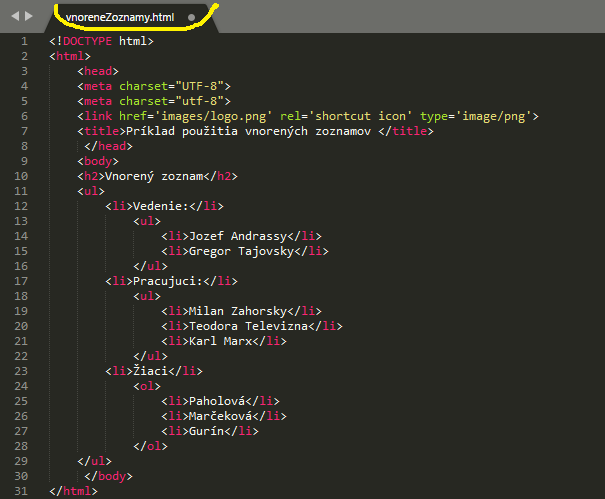 vnoreneZoznamy.html
1 <!DOCTYPE html>
2 <html>
3 <head>
4 <meta charset="UTF-8">
5 <meta charset="utf-8">
6 <link href='images/logo.png' rel='shortcut icon' type='image/png'>
7 <title>Príklad použitia vnorených zoznamov </title>
8 </head>
9 <body>
10 <h2>Vnorený zoznam</h2>
11 <ul>
12 <li>Vedenie:</li>
13 <ul>
14 <li>Jozef Andrassy</li>
15 <li>Gregor Tajovsky</li>
16 </ul>
17 <li>Pracujuci:</li>
18 <ul>
19 <li>Milan Zahorsky</li>
20 <li>Teodora Televizna</li>
21 <li>Karl Marx</li>
22 </ul>
23 <li>Žiaci</li>
24 <ol>
25 <li>Paholová</li>
26 <li>Marčeková</li>
27 <li>Gurín</li>
28 </ol>
29 </ul>
30 </body>
31 </html>